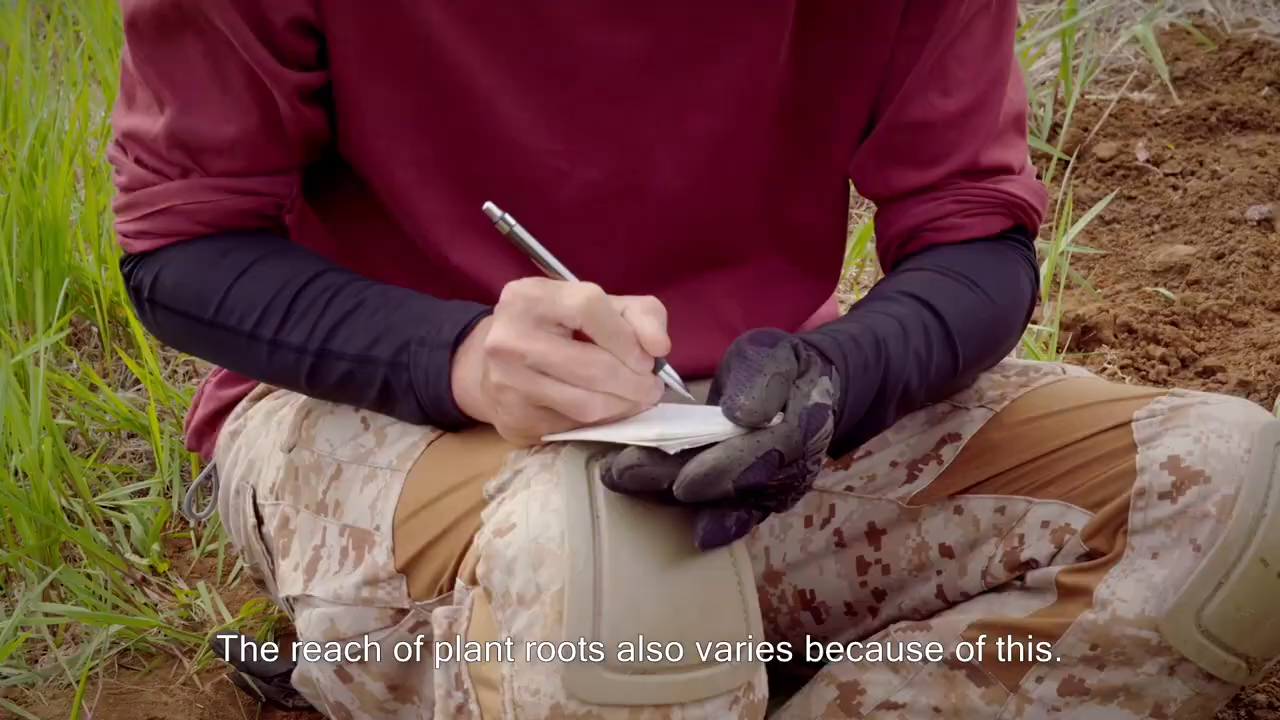 The reach of plant roots also varies because of this.